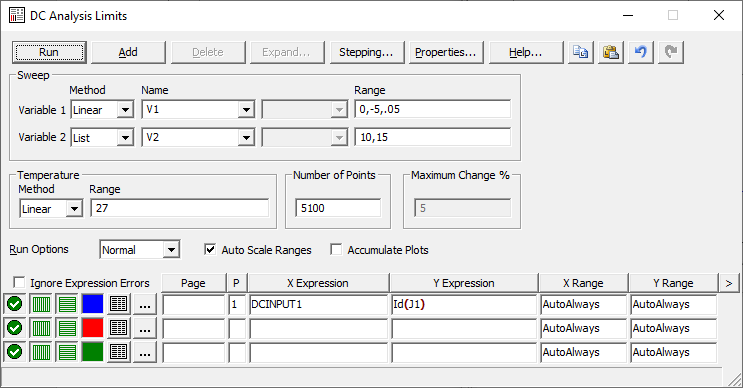 DC Analysis Limits
Run Add Delete Expand... Stepping... Properties... Help...
Sweep
Method Name Range
Variable 1 Linear V1 0,-5,.05
Variable 2 List V2 10,15
Temperature Number of Points Maximum Change %
Method Range
Linear 27 5100 5
Run Options Normal Auto Scale Ranges Accumulate Plots
Ignore Expression Errors Page P X Expression Y Expression X Range Y Range >
... 1 DCINPUT1 Id(J1) AutoAlways AutoAlways
... AutoAlways AutoAlways
... AutoAlways AutoAlways